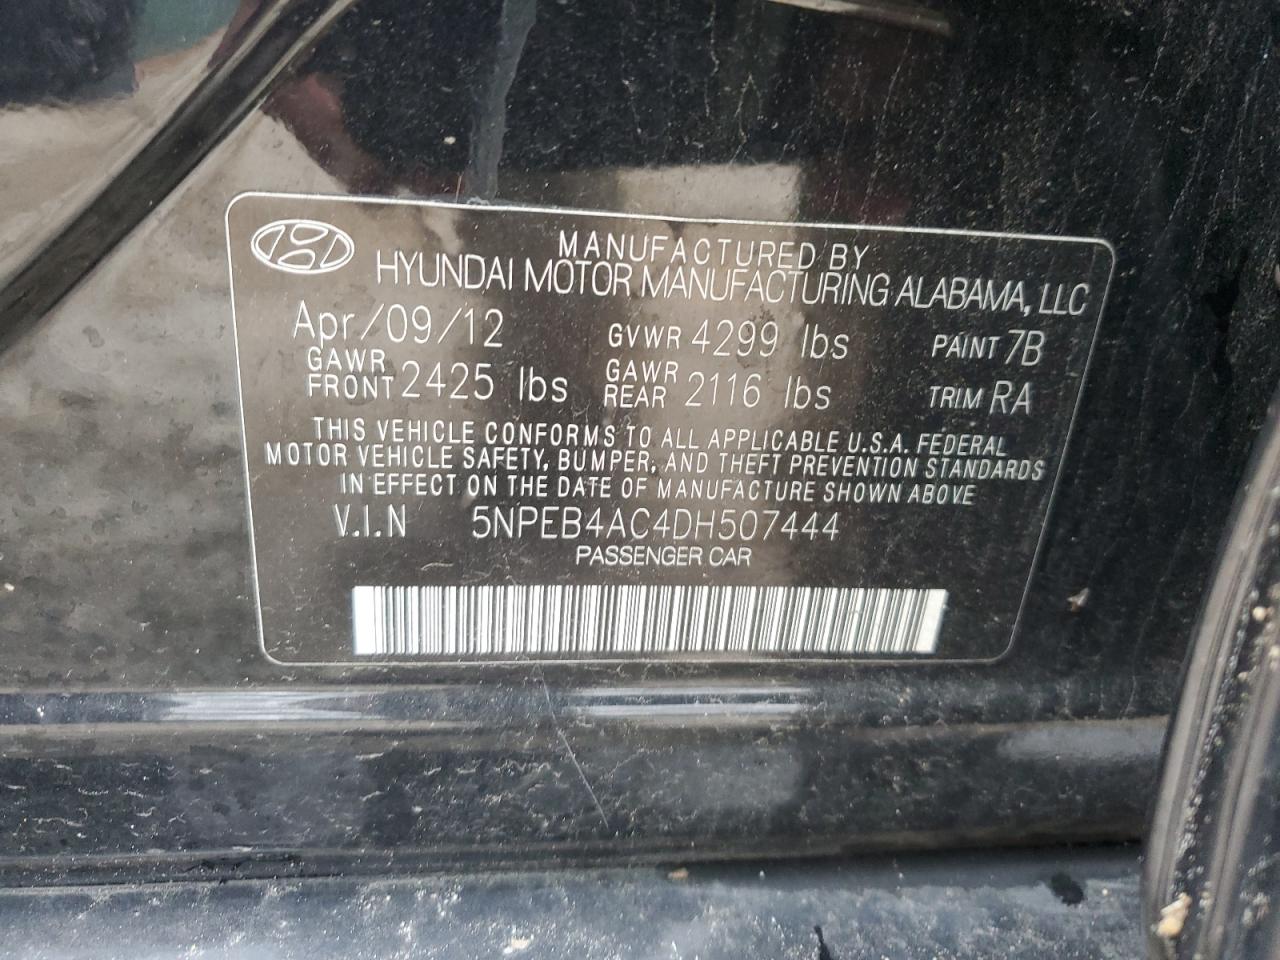 MANUFACTURED BY
HYUNDAI MOTOR MANUFACTURING ALABAMA, LLC
Apr/09/12 GVWR 4299 lbs PAINT 7B
GAWR FRONT 2425 lbs GAWR REAR 2116 lbs TRIM RA
THIS VEHICLE CONFORMS TO ALL APPLICABLE U.S.A. FEDERAL
MOTOR VEHICLE SAFETY, BUMPER, AND THEFT PREVENTION STANDARDS
IN EFFECT ON THE DATE OF MANUFACTURE SHOWN ABOVE
V.I.N 5NPEB4AC4DH507444
PASSENGER CAR